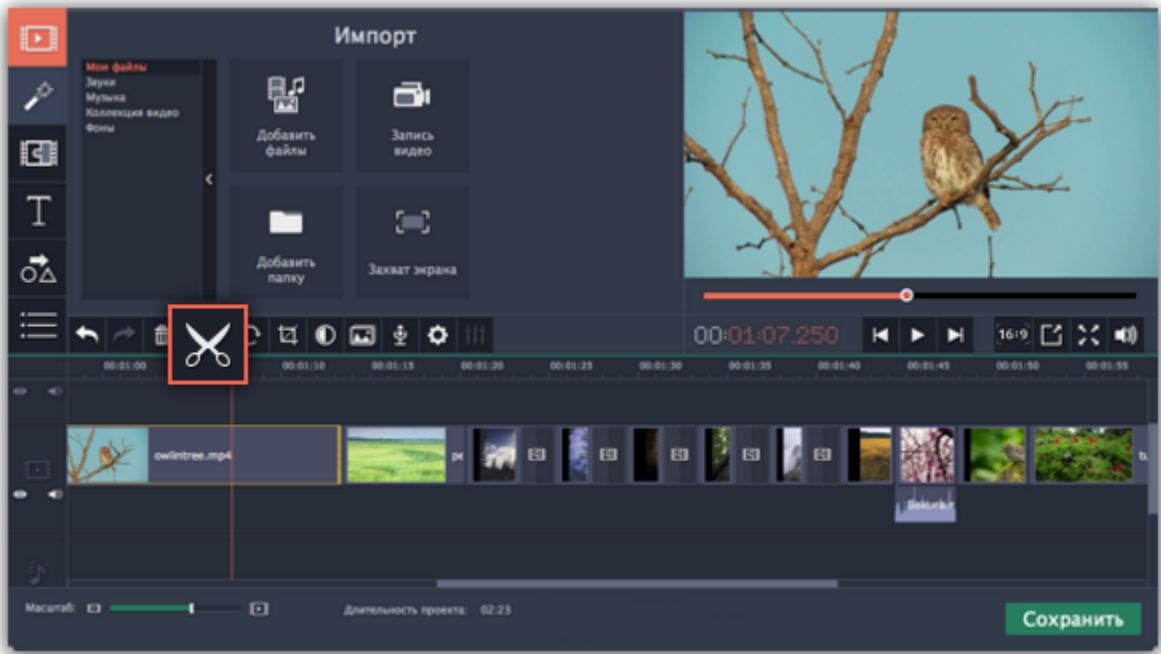 Импорт
Мои файлы
Звуки
Музыка
Коллекция видео
Фоны
Добавить
файлы
Запись
видео
Добавить
папку
Захват экрана
T
00:01:07.250
16:9
00:01:00
00:01:10
00:01:15
00:01:20
00:01:25
00:01:30
00:01:35
00:01:40
00:01:45
00:01:50
00:01:55
owlintree.mp4
pe
tu
Sakura.r
Масштаб:
Длительность проекта: 02:23
Сохранить